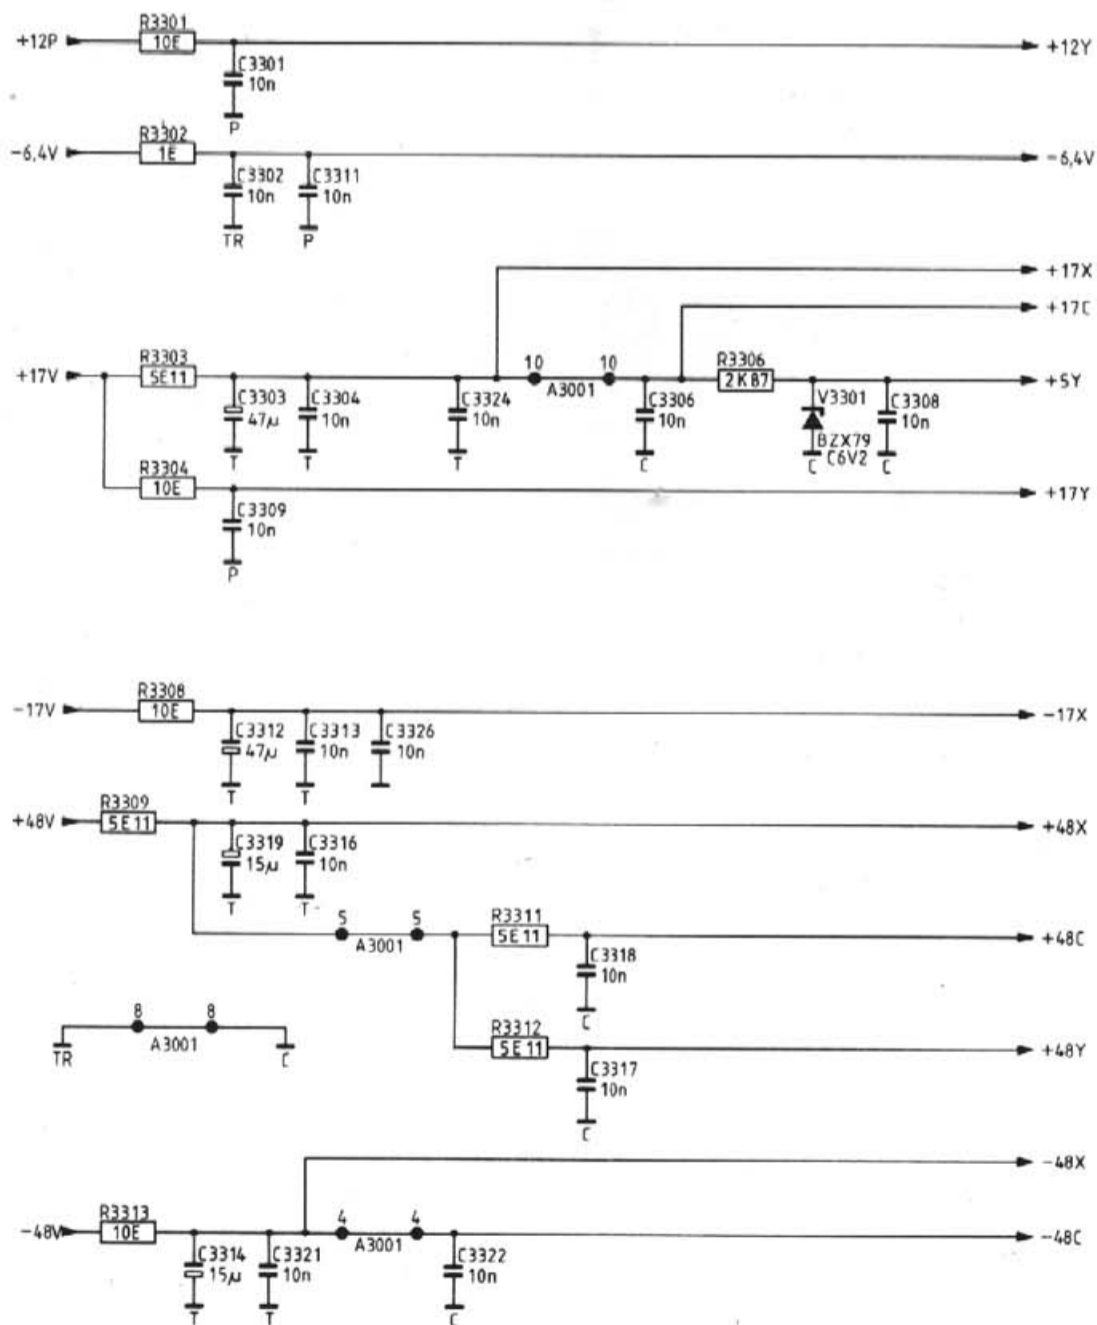 R3301
+12P 10E +12Y
C3301
10n
P
R3302
-6,4V 1E -6,4V
C3302 C3311
10n 10n
TR P
+17X
+17C
R3303 10 10 R3306
+17V 5E11 A3001 2K87 +5Y
C3303 C3304 C3324 C3306 V3301 C3308
47µ 10n 10n 10n BZX79 10n
C6V2
T T T C C C
R3304
10E +17Y
C3309
10n
P
R3308
-17V 10E -17X
C3312 C3313 C3326
47µ 10n 10n
T T
R3309
+48V 5E11 +48X
C3319 C3316
15µ 10n
T T
5 5 R3311
A3001 5E11 +48C
C3318
10n
C
8 8
A3001
TR C
R3312
5E11 +48Y
C3317
10n
C
-48X
R3313 4 4
-48V 10E A3001 -48C
C3314 C3321 C3322
15µ 10n 10n
T T C